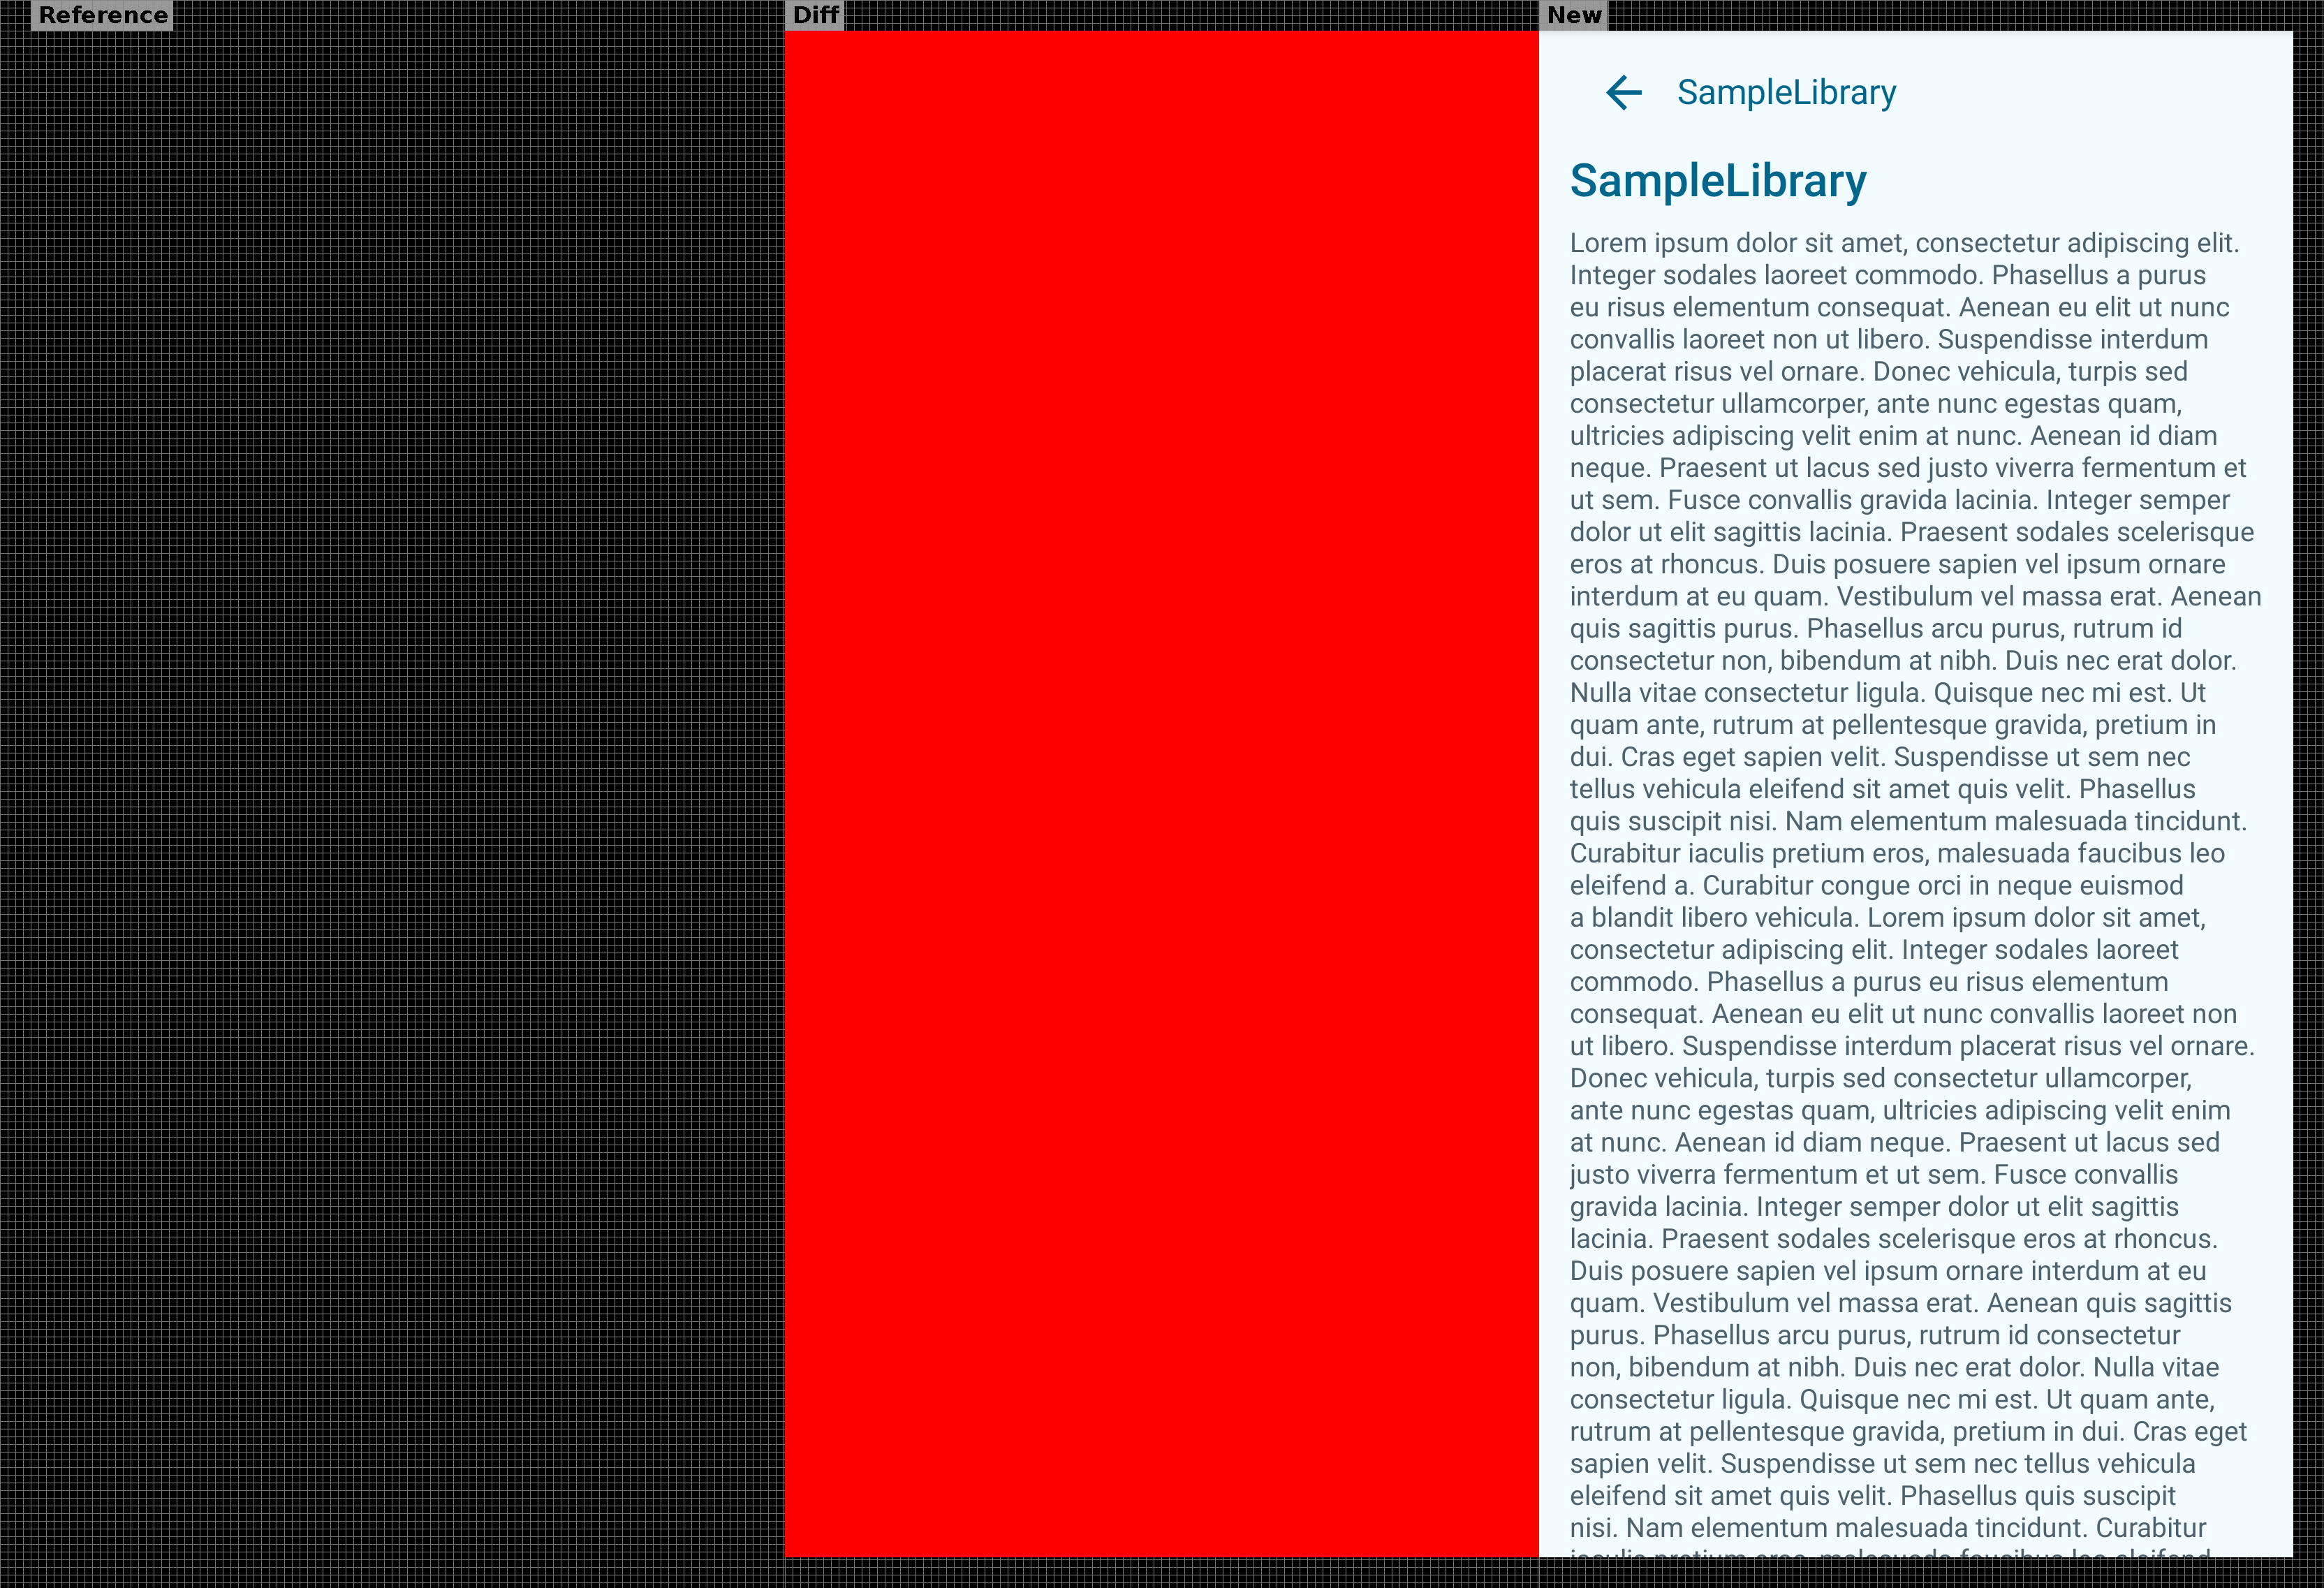 Reference
Diff
New
SampleLibrary
SampleLibrary
Lorem ipsum dolor sit amet, consectetur adipiscing elit.
Integer sodales laoreet commodo. Phasellus a purus
eu risus elementum consequat. Aenean eu elit ut nunc
convallis laoreet non ut libero. Suspendisse interdum
placerat risus vel ornare. Donec vehicula, turpis sed
consectetur ullamcorper, ante nunc egestas quam,
ultricies adipiscing velit enim at nunc. Aenean id diam
neque. Praesent ut lacus sed justo viverra fermentum et
ut sem. Fusce convallis gravida lacinia. Integer semper
dolor ut elit sagittis lacinia. Praesent sodales scelerisque
eros at rhoncus. Duis posuere sapien vel ipsum ornare
interdum at eu quam. Vestibulum vel massa erat. Aenean
quis sagittis purus. Phasellus arcu purus, rutrum id
consectetur non, bibendum at nibh. Duis nec erat dolor.
Nulla vitae consectetur ligula. Quisque nec mi est. Ut
quam ante, rutrum at pellentesque gravida, pretium in
dui. Cras eget sapien velit. Suspendisse ut sem nec
tellus vehicula eleifend sit amet quis velit. Phasellus
quis suscipit nisi. Nam elementum malesuada tincidunt.
Curabitur iaculis pretium eros, malesuada faucibus leo
eleifend a. Curabitur congue orci in neque euismod
a blandit libero vehicula. Lorem ipsum dolor sit amet,
consectetur adipiscing elit. Integer sodales laoreet
commodo. Phasellus a purus eu risus elementum
consequat. Aenean eu elit ut nunc convallis laoreet non
ut libero. Suspendisse interdum placerat risus vel ornare.
Donec vehicula, turpis sed consectetur ullamcorper,
ante nunc egestas quam, ultricies adipiscing velit enim
at nunc. Aenean id diam neque. Praesent ut lacus sed
justo viverra fermentum et ut sem. Fusce convallis
gravida lacinia. Integer semper dolor ut elit sagittis
lacinia. Praesent sodales scelerisque eros at rhoncus.
Duis posuere sapien vel ipsum ornare interdum at eu
quam. Vestibulum vel massa erat. Aenean quis sagittis
purus. Phasellus arcu purus, rutrum id consectetur
non, bibendum at nibh. Duis nec erat dolor. Nulla vitae
consectetur ligula. Quisque nec mi est. Ut quam ante,
rutrum at pellentesque gravida, pretium in dui. Cras eget
sapien velit. Suspendisse ut sem nec tellus vehicula
eleifend sit amet quis velit. Phasellus quis suscipit
nisi. Nam elementum malesuada tincidunt. Curabitur